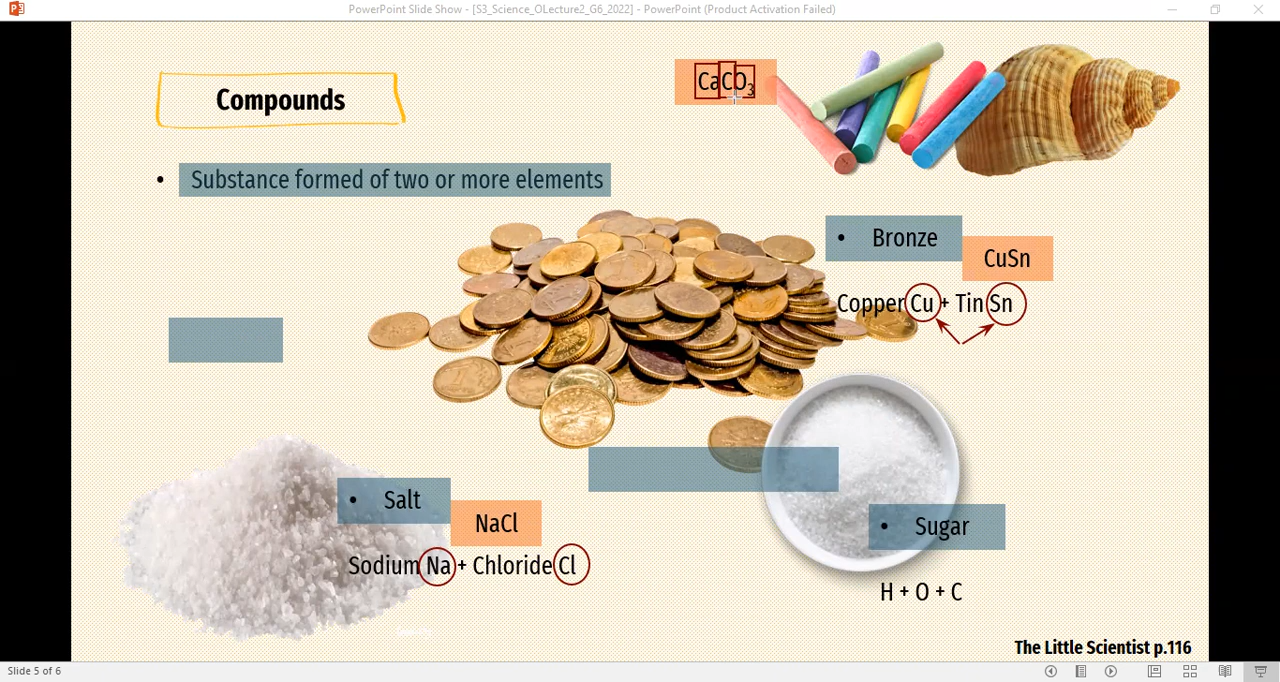 PowerPoint Slide Show - [S3_Science_OLecture2_G6_2022] - PowerPoint (Product Activation Failed)
CaCO₃
Compounds
• Substance formed of two or more elements
• Bronze
CuSn
Copper Cu + Tin Sn
• Salt
NaCl
Sodium Na + Chloride Cl
• Sugar
H + O + C
The Little Scientist p.116
Slide 5 of 6